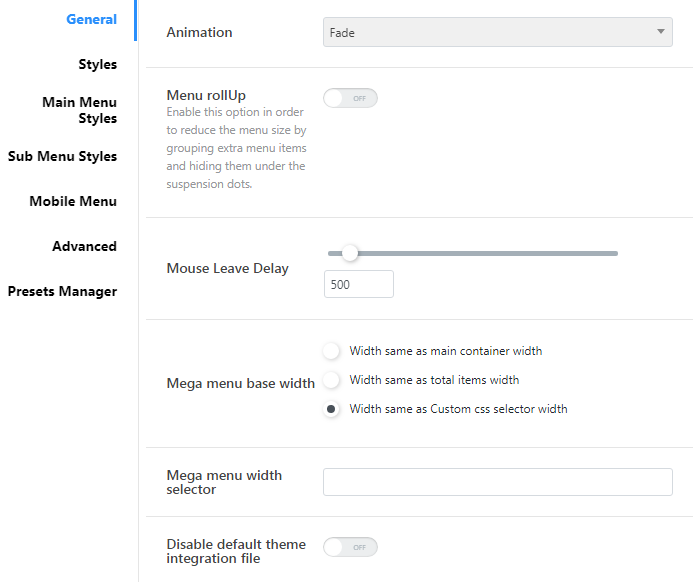 General
Styles
Main Menu
Styles
Sub Menu Styles
Mobile Menu
Advanced
Presets Manager
Animation
Fade
Menu rollUp
Enable this option in order
to reduce the menu size by
grouping extra menu items
and hiding them under the
suspension dots.
OFF
Mouse Leave Delay
500
Mega menu base width
Width same as main container width
Width same as total items width
Width same as Custom css selector width
Mega menu width
selector
Disable default theme
integration file
OFF